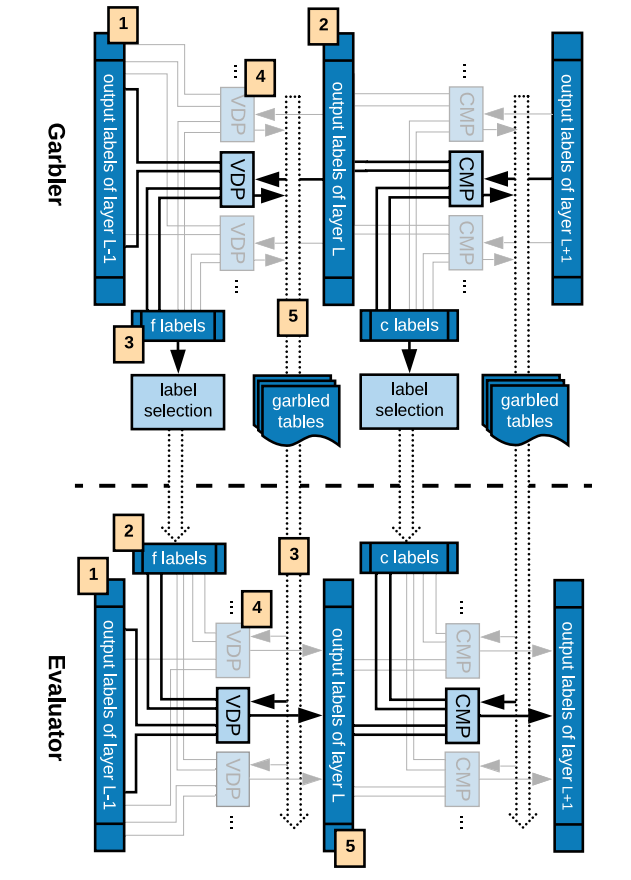 1
2
4
output labels of layer L-1
VDP
VDP
VDP
output labels of layer L
CMP
CMP
CMP
output labels of layer L+1
Garbler
3
f labels
5
c labels
label
selection
garbled
tables
label
selection
garbled
tables
2
f labels
3
c labels
1
4
output labels of layer L-1
VDP
VDP
VDP
output labels of layer L
CMP
CMP
CMP
output labels of layer L+1
Evaluator
5